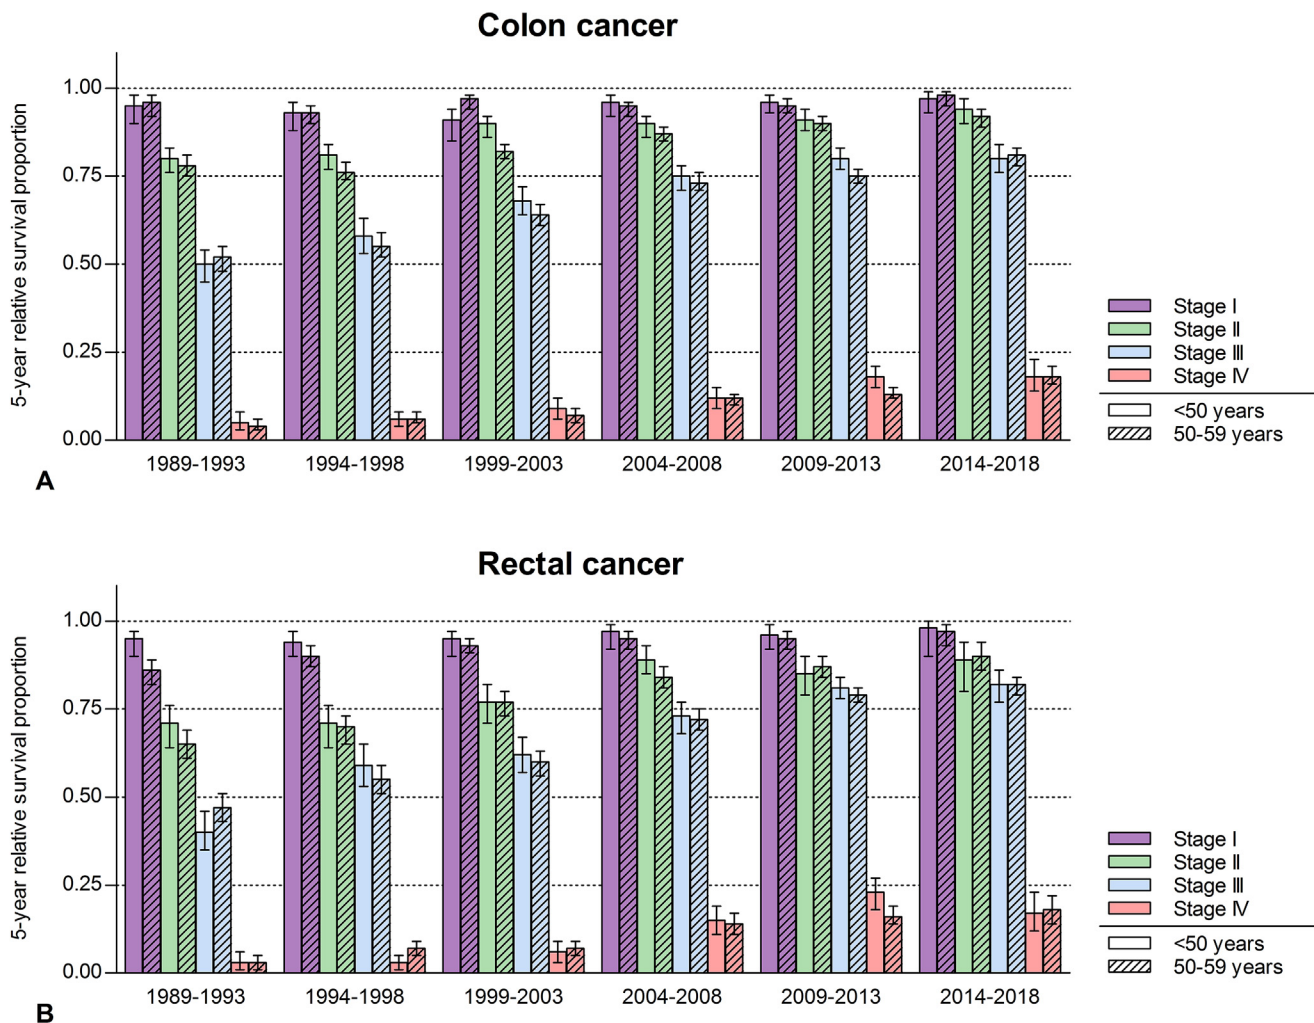 Colon cancer
5-year relative survival proportion
1.00
0.75
0.50
0.25
0.00
1989-1993 1994-1998 1999-2003 2004-2008 2009-2013 2014-2018
Stage I
Stage II
Stage III
Stage IV
<50 years
50-59 years
A
Rectal cancer
5-year relative survival proportion
1.00
0.75
0.50
0.25
0.00
1989-1993 1994-1998 1999-2003 2004-2008 2009-2013 2014-2018
Stage I
Stage II
Stage III
Stage IV
<50 years
50-59 years
B